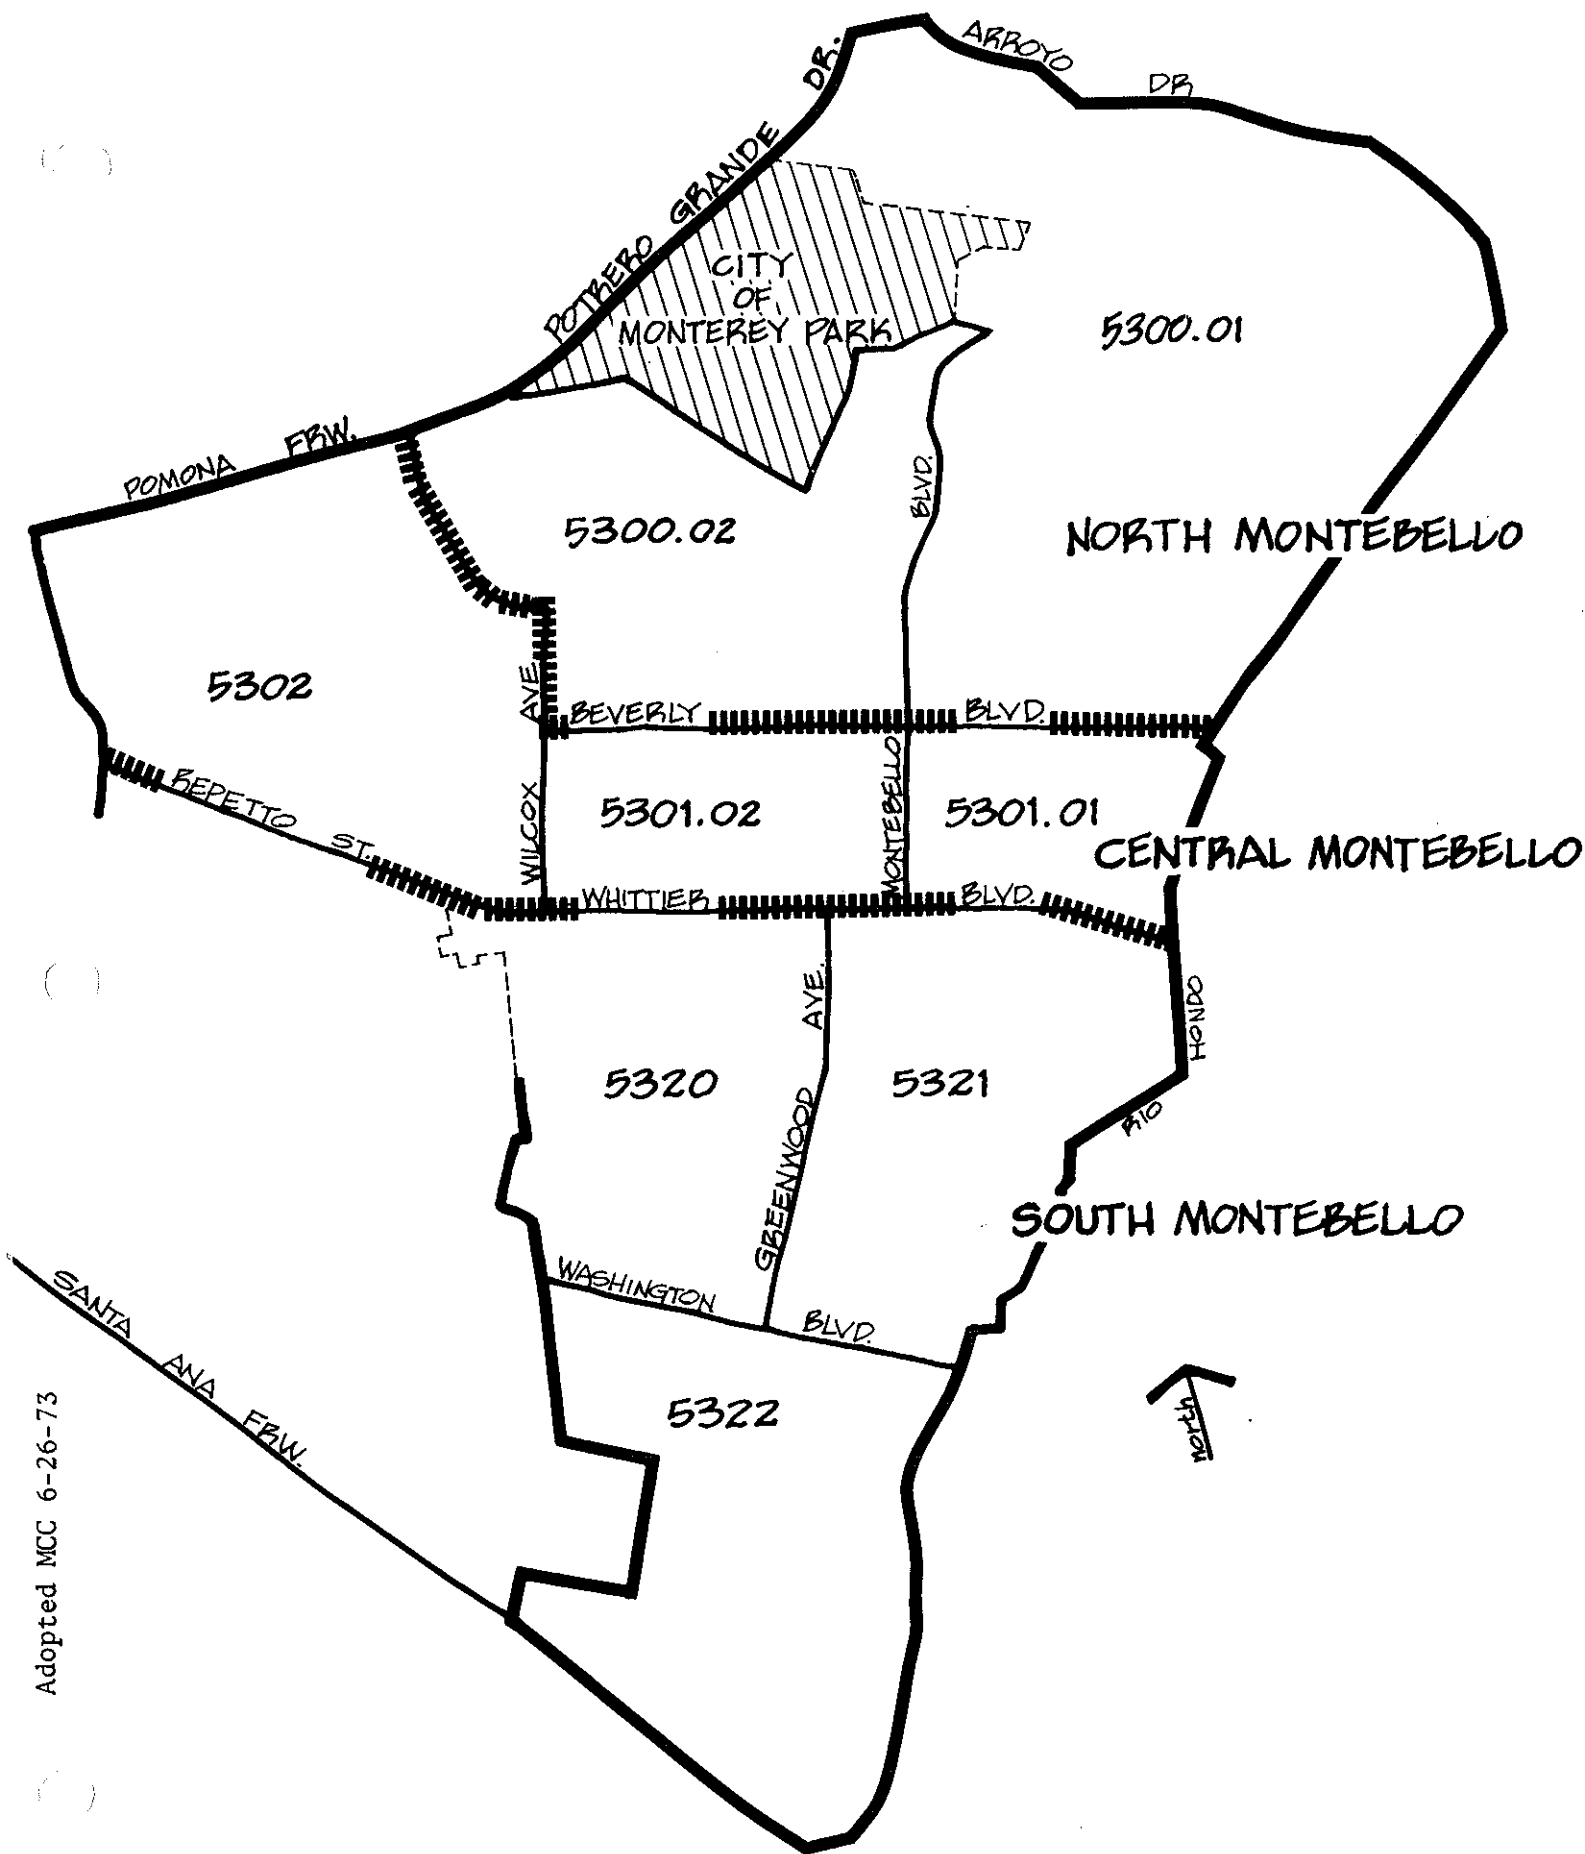 ARROYO
DR
POTRERO GRANDE DR.
CITY
OF
MONTEREY PARK
5300.01
POMONA FRW.
BLVD.
5300.02
NORTH MONTEBELLO
5302
AVE
BEVERLY BLVD.
REPETTO ST.
WILCOX
5301.02
MONTEBELLO
5301.01
CENTRAL MONTEBELLO
WHITTIER BLVD.
AVE.
HONDO
5320
5321
GREENWOOD
RIO
SOUTH MONTEBELLO
WASHINGTON BLVD.
SANTA ANA FRW.
5322
north
Adopted MCC 6-26-73